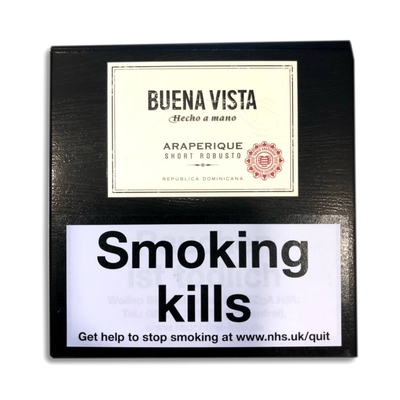 BUENA VISTA
Hecho a mano
ARAPERIQUE
SHORT ROBUSTO
REPÚBLICA DOMINICANA
Smoking
kills
Get help to stop smoking at www.nhs.uk/quit